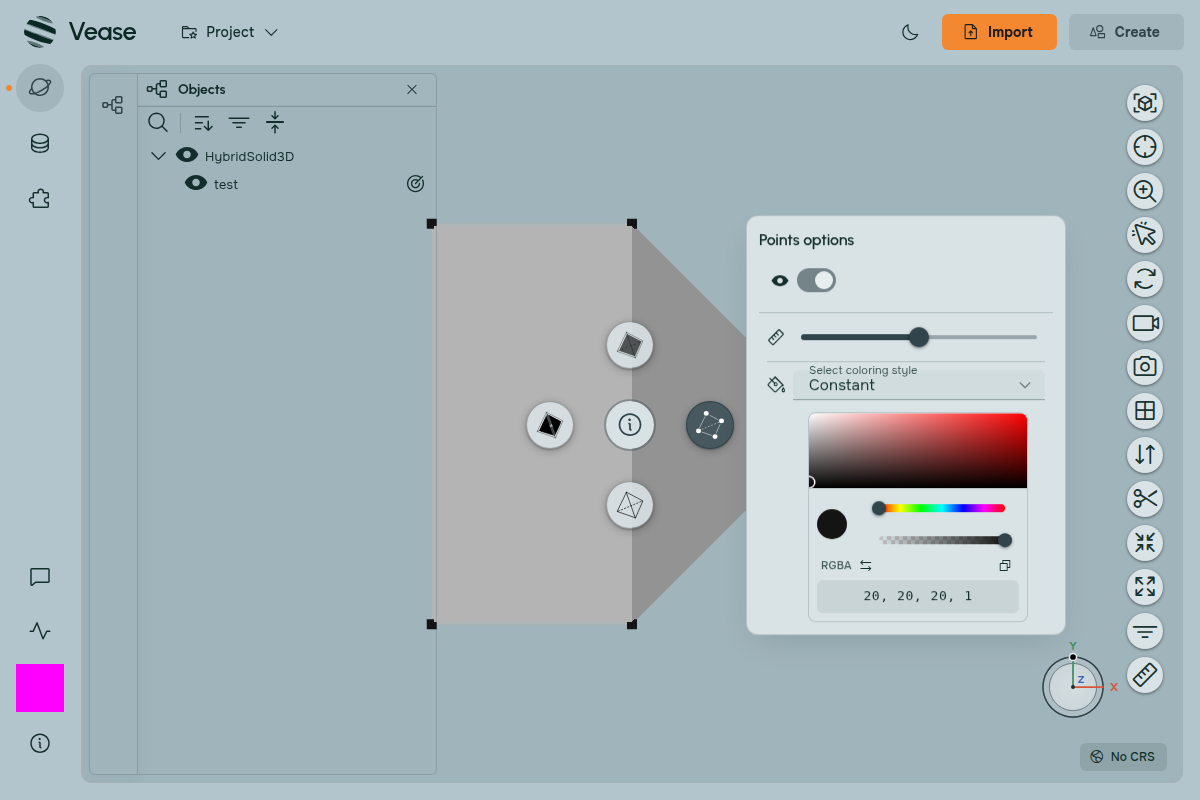 Vease
Project
Import
Create
Objects
HybridSolid3D
test
Points options
Select coloring style
Constant
RGBA
20, 20, 20, 1
Y
Z
X
No CRS